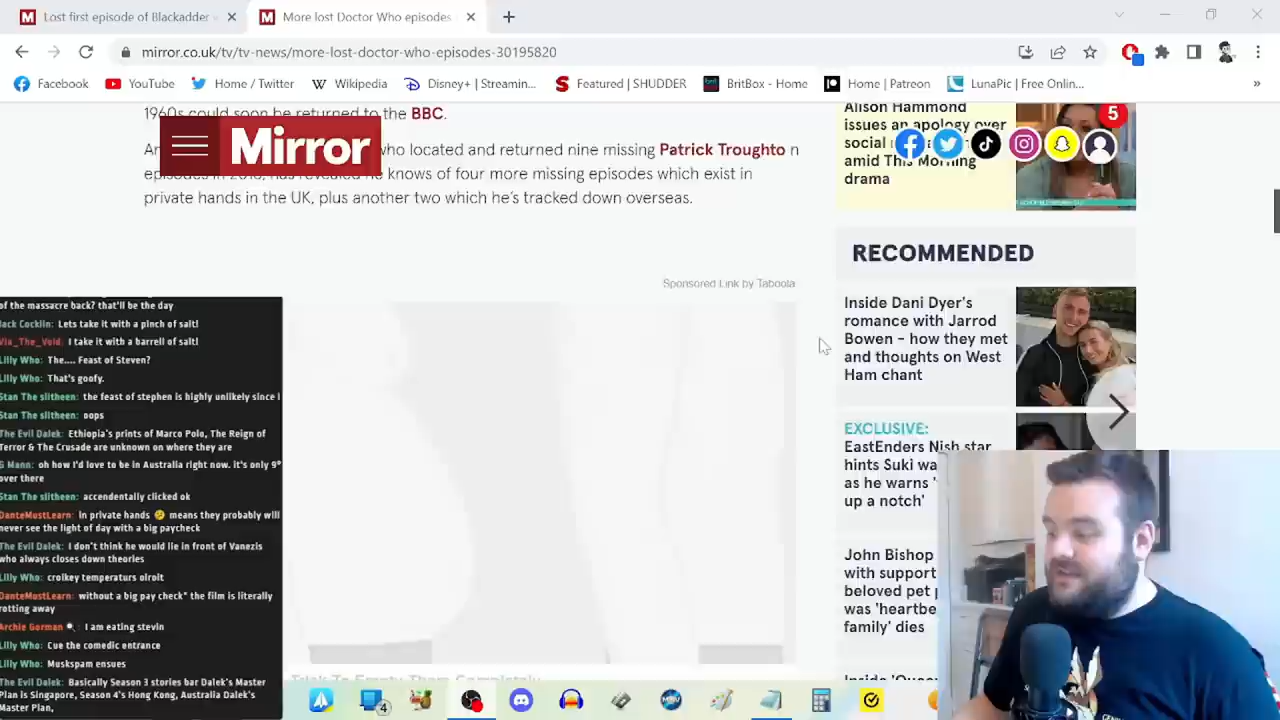 Lost first episode of Blackadder
More lost Doctor Who episodes
mirror.co.uk/tv/tv-news/more-lost-doctor-who-episodes-30195820
Facebook
YouTube
Home / Twitter
Wikipedia
Disney+ | Streamin...
Featured | SHUDDER
BritBox - Home
Home | Patreon
LunaPic | Free Onlin...
»
1960s could soon be returned to the BBC.
Mirror
who located and returned nine missing Patrick Troughto n
episodes in 2013, has revealed he knows of four more missing episodes which exist in
private hands in the UK, plus another two which he's tracked down overseas.
Sponsored Link by Taboola
Alison Hammond
issues an apology over
social
amid This Morning
drama
5
RECOMMENDED
Inside Dani Dyer's
romance with Jarrod
Bowen - how they met
and thoughts on West
Ham chant
EXCLUSIVE:
EastEnders Nish star
hints Suki
as he warns
up a notch'
John Bishop
with support
beloved pet
was 'heartbe
family' dies
of the massacre back? that'll be the day
Jack Cocklin: Lets take it with a pinch of salt!
Via_The_Void: I take it with a barrell of salt!
Lilly Who: The.... Feast of Steven?
Lilly Who: That's goofy.
Stan The slitheen: the feast of stephen is highly unlikely since i
Stan The slitheen: oops
The Evil Dalek: Ethiopia's prints of Marco Polo, The Reign of
Terror & The Crusade are unknown on where they are
G Mann: oh how I'd love to be in Australia right now. it's only 9°
over there
Stan The slitheen: accendentally clicked ok
DanteMustLearn: In private hands 🤔 means they probably will
never see the light of day with a big paycheck
The Evil Dalek: I don't think he would lie in front of Vanezis
who always closes down theories
Lilly Who: croikey temperaturs olroit
DanteMustLearn: without a big pay check* the film is literally
rotting away
Archie Gorman: I am eating stevin
Lilly Who: Cue the comedic entrance
Lilly Who: Muskspam ensues
The Evil Dalek: Basically Season 3 stories bar Dalek's Master
Plan is Singapore, Season 4's Hong Kong, Australia Dalek's
Master Plan,
Trick To Empty Them Completely
4